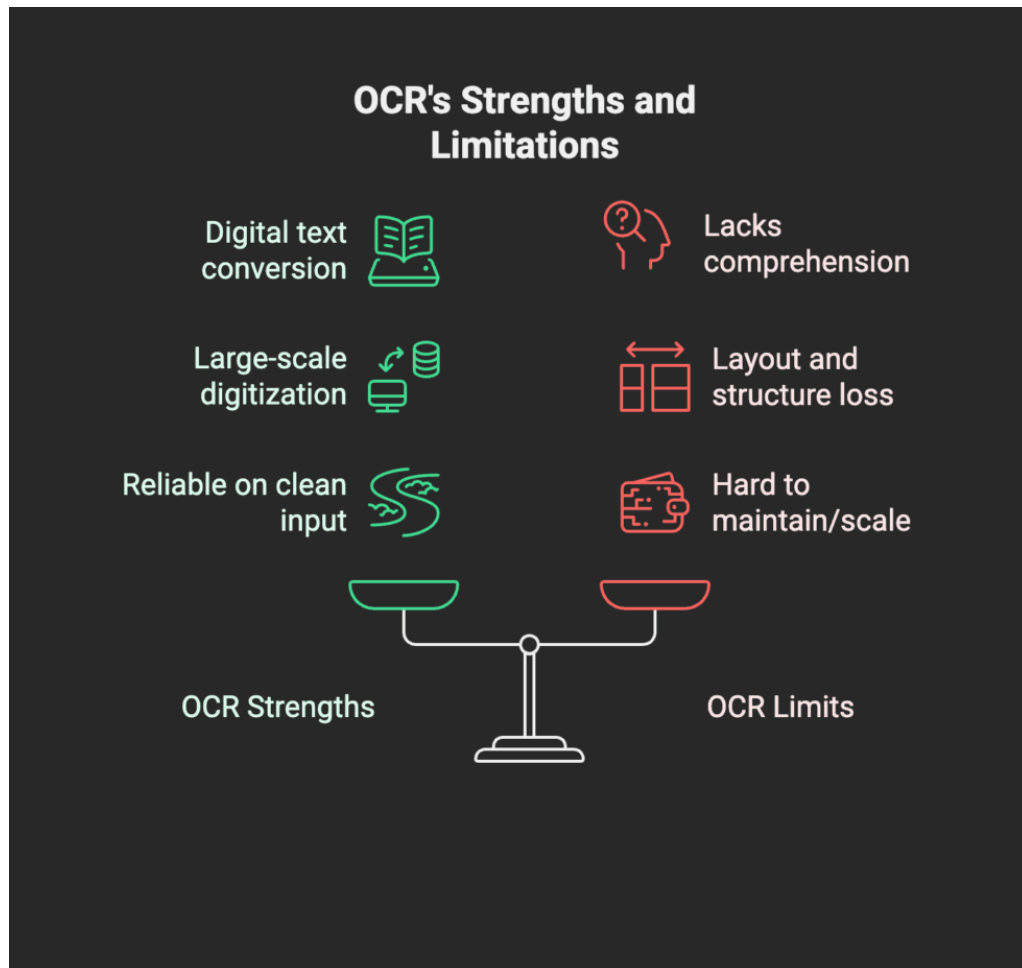 OCR's Strengths and
Limitations
Digital text
conversion
Lacks
comprehension
Large-scale
digitization
Layout and
structure loss
Reliable on clean
input
Hard to
maintain/scale
OCR Strengths
OCR Limits